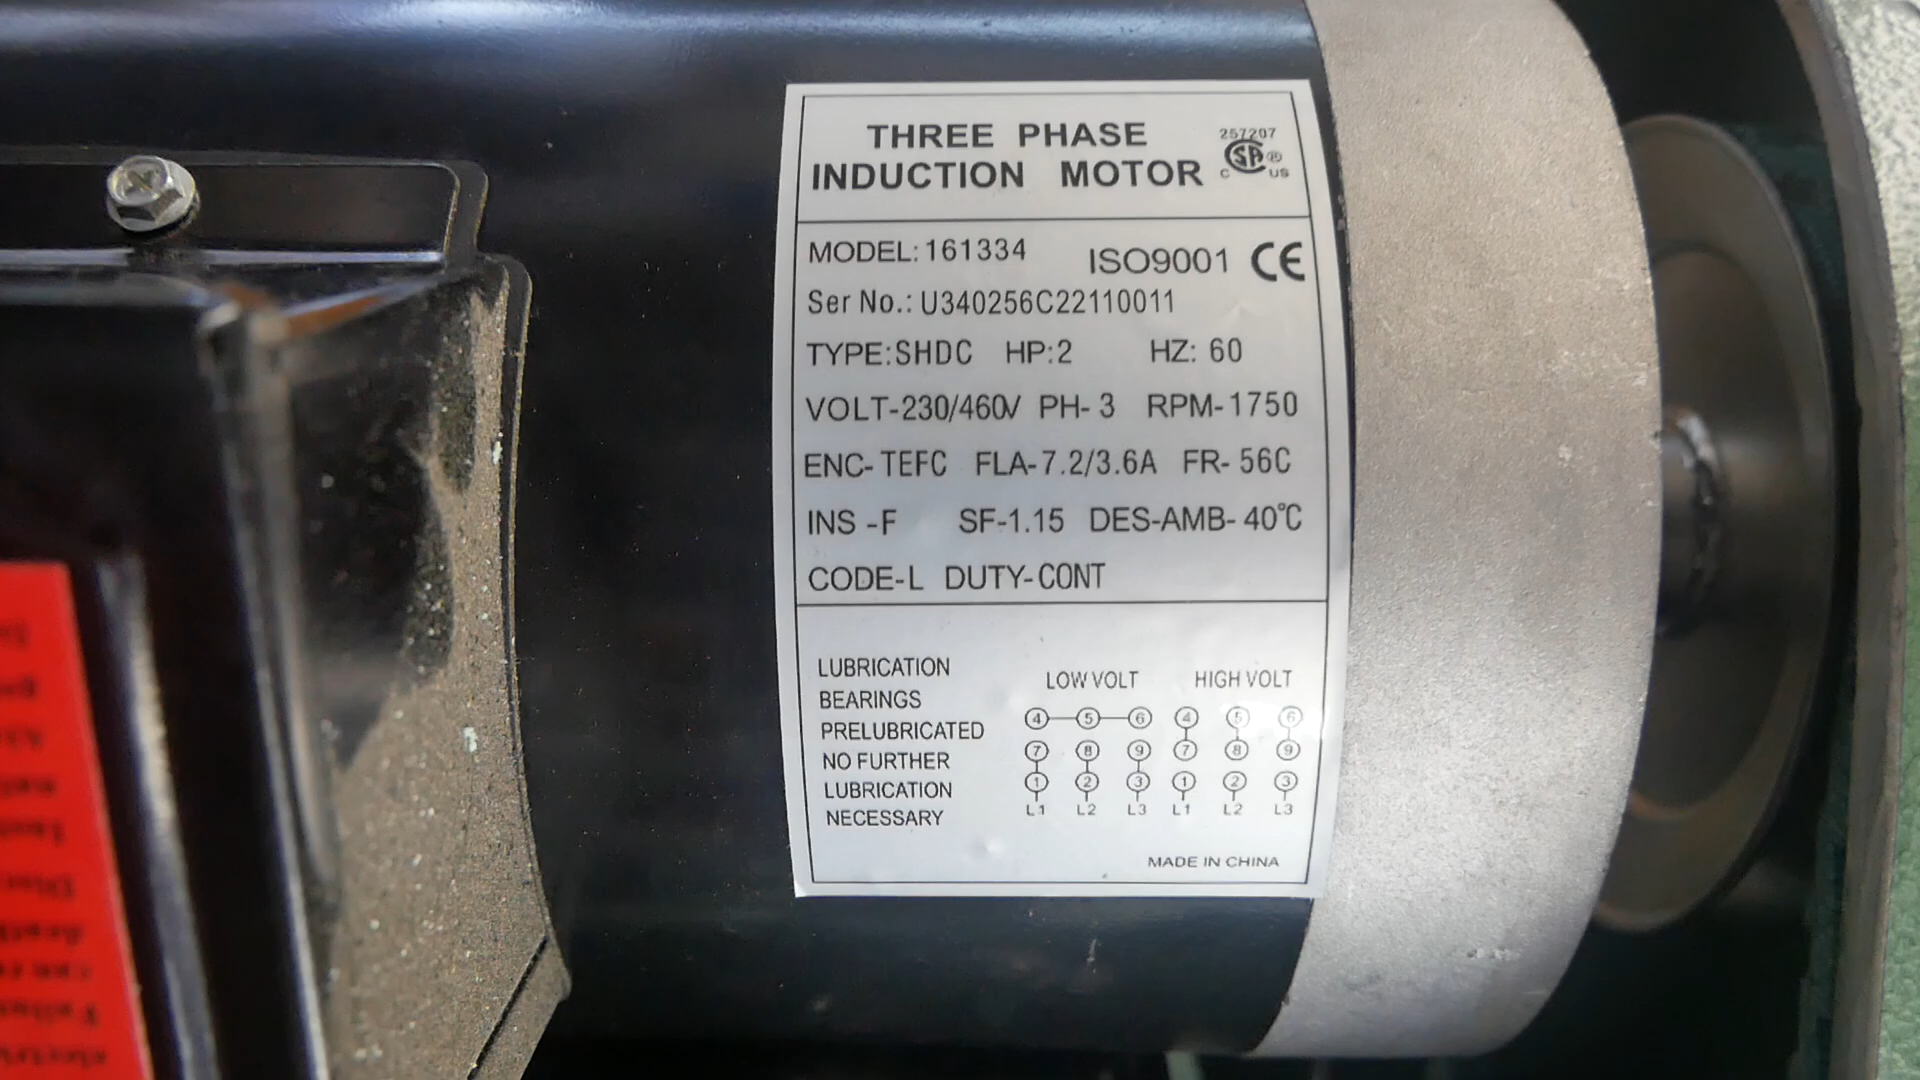 THREE PHASE
INDUCTION MOTOR
257207
SA ®
C US
MODEL: 161334 ISO9001 CE
Ser No.: U340256C22110011
TYPE:SHDC HP:2 HZ: 60
VOLT-230/460V PH-3 RPM-1750
ENC-TEFC FLA-7.2/3.6A FR-56C
INS -F SF-1.15 DES-AMB-40℃
CODE-L DUTY-CONT
LUBRICATION
BEARINGS
PRELUBRICATED
NO FURTHER
LUBRICATION
NECESSARY
LOW VOLT HIGH VOLT
④ ⑤ ⑥ ④ ⑤ ⑥
⑦ ⑧ ⑨ ⑦ ⑧ ⑨
① ② ③ ① ② ③
L1 L2 L3 L1 L2 L3
MADE IN CHINA